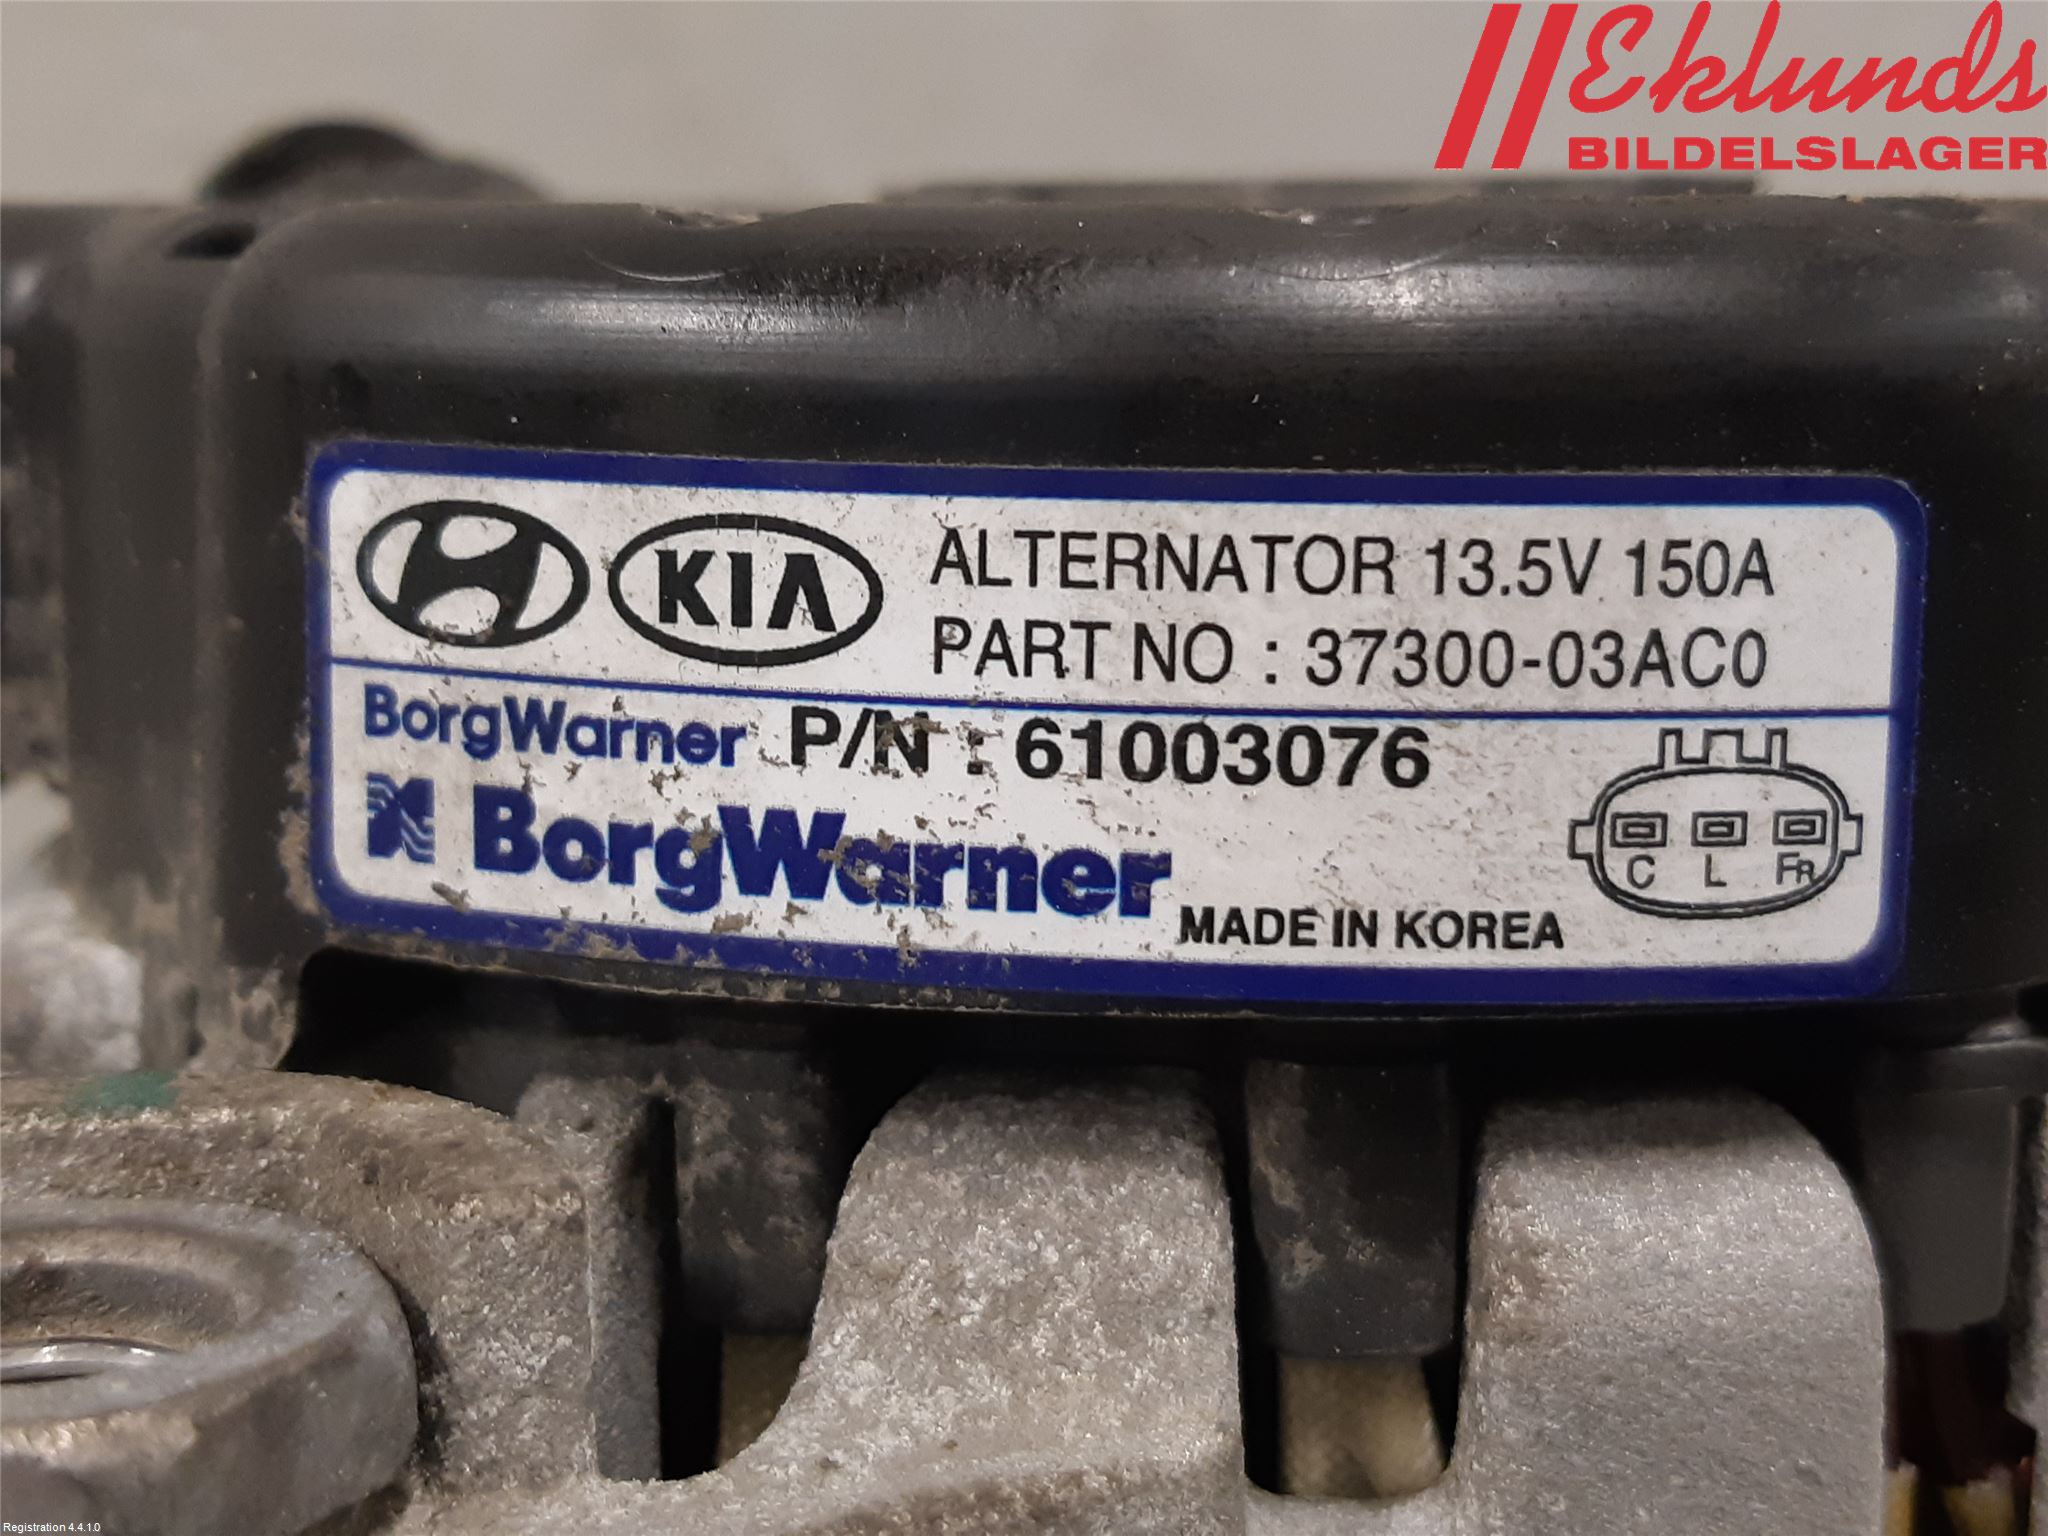 Eklunds
BILDELSLAGER
KIA
ALTERNATOR 13.5V 150A
PART NO : 37300-03AC0
BorgWarner P/N : 61003076
BorgWarner
MADE IN KOREA
C L FR
Registration 4.4.1.0